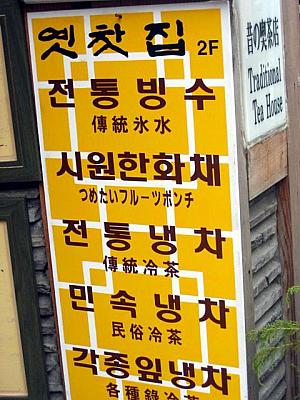 옛찻집 2F
전통빙수
傳統氷水
시원한화채
つめたいフルーツポンチ
전통냉차
傳統冷茶
민속냉차
民俗冷茶
각종잎냉차
各種錄冷茶
昔の喫茶店
Traditional
Tea House